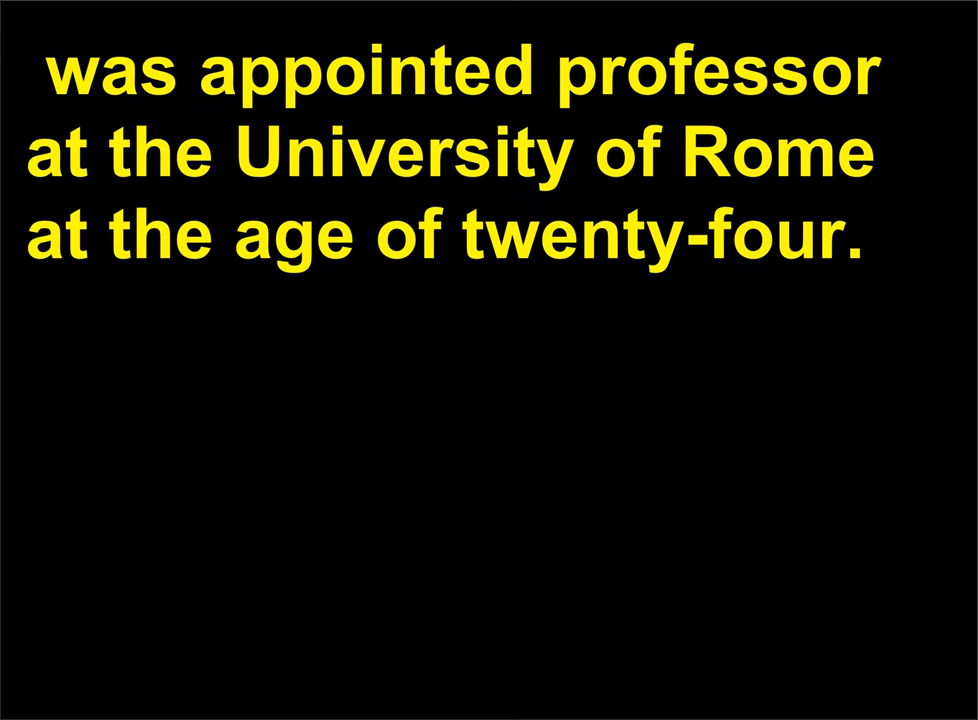 was appointed professor
at the University of Rome
at the age of twenty-four.